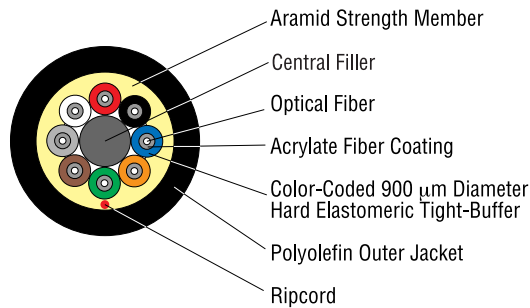 Aramid Strength Member
Central Filler
Optical Fiber
Acrylate Fiber Coating
Color-Coded 900 μm Diameter
Hard Elastomeric Tight-Buffer
Polyolefin Outer Jacket
Ripcord